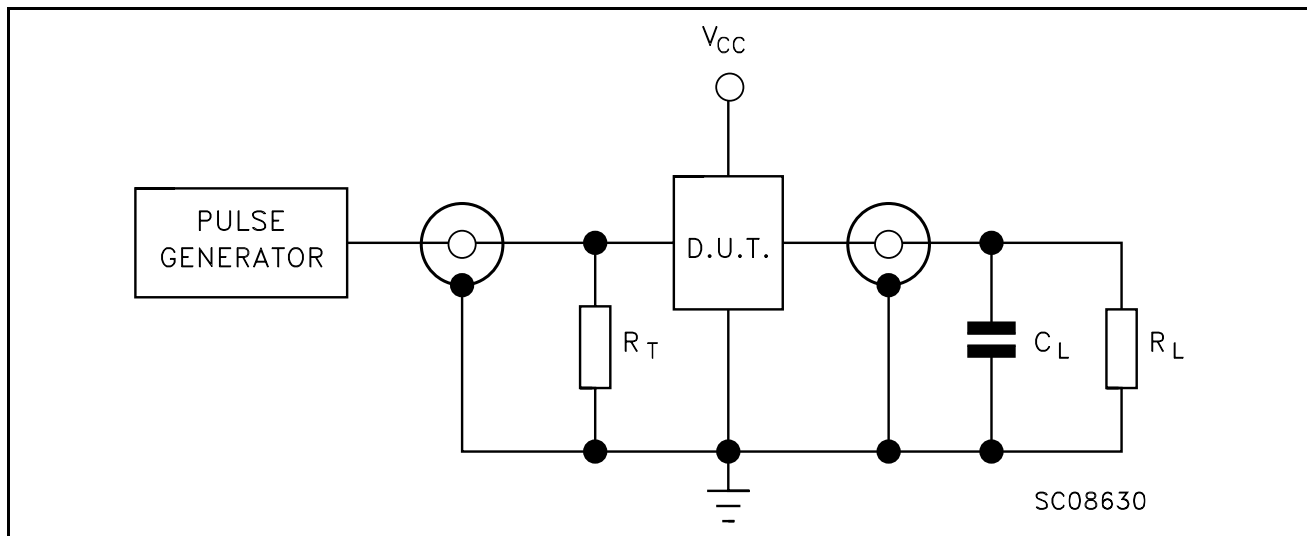 VCC
PULSE
GENERATOR
D.U.T.
RT
CL
RL
SC08630